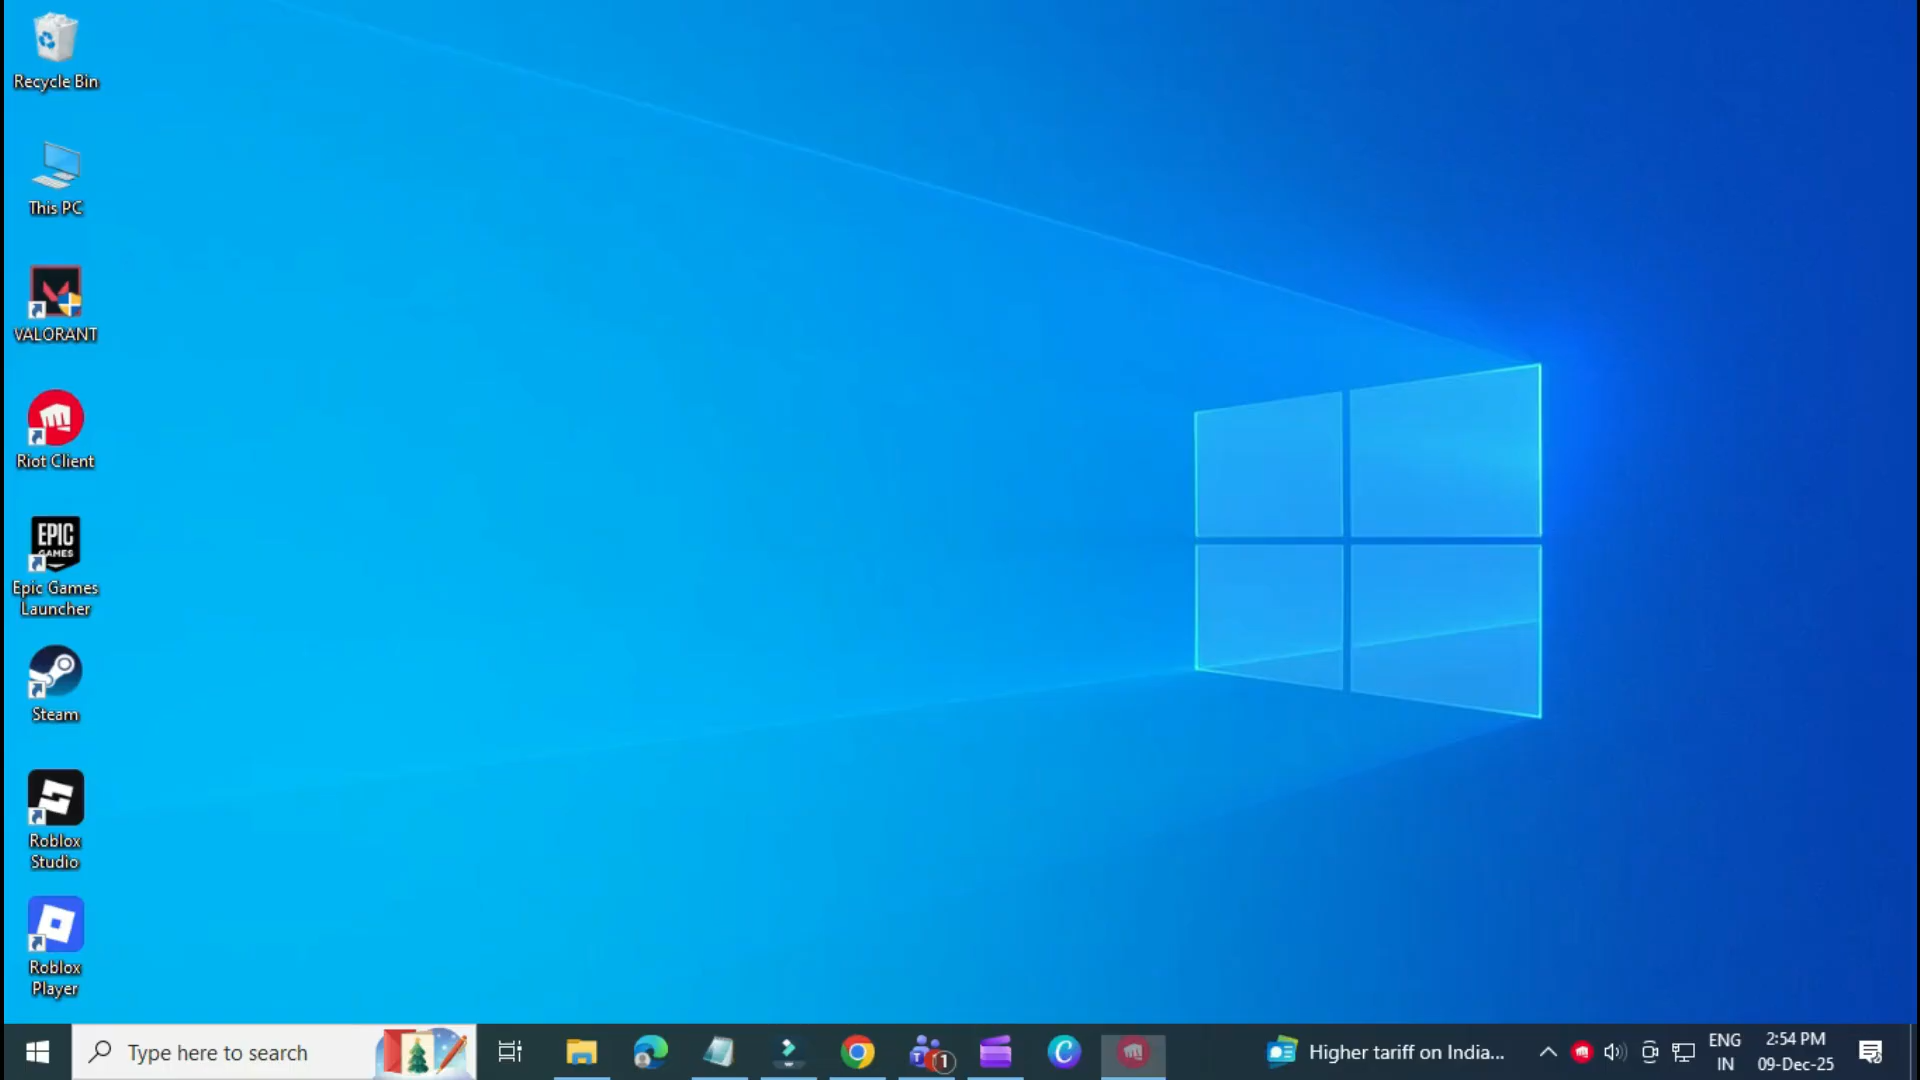 Recycle Bin
This PC
VALORANT
Riot Client
EPIC
GAMES
Epic Games
Launcher
Steam
Roblox
Studio
Roblox
Player
Type here to search
1
Higher tariff on India...
ENG
IN
2:54 PM
09-Dec-25